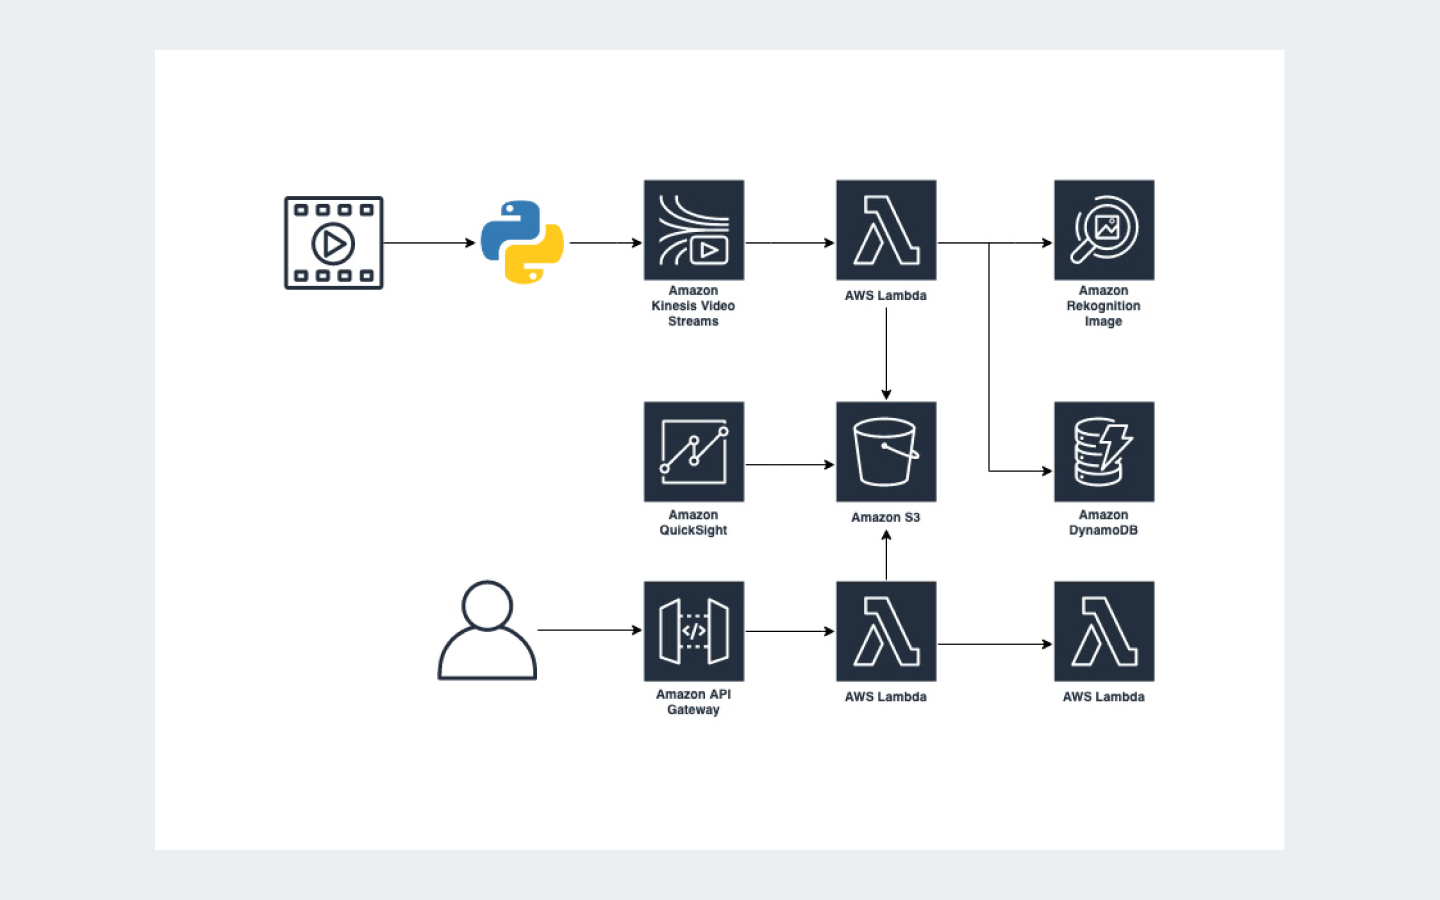 Amazon
Kinesis Video
Streams
AWS Lambda
Amazon
Rekognition
Image
Amazon
QuickSight
Amazon S3
Amazon
DynamoDB
</>
Amazon API
Gateway
AWS Lambda
AWS Lambda